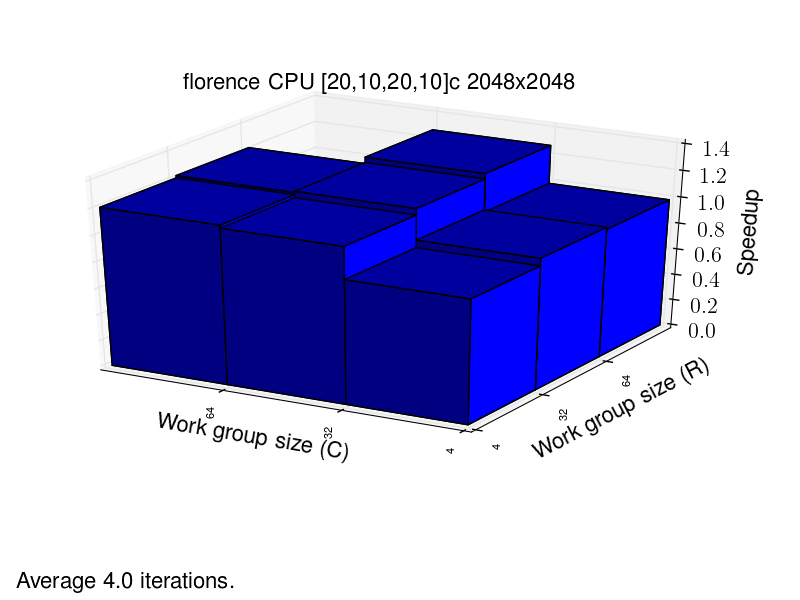 florence CPU [20,10,20,10]c 2048x2048
1.4
1.2
1.0
0.8
0.6
0.4
0.2
0.0
Speedup
64
32
4
Work group size (C)
4
32
64
Work group size (R)
Average 4.0 iterations.